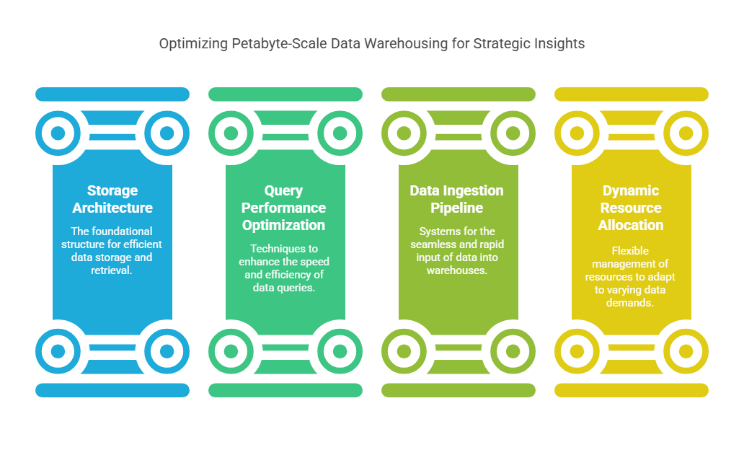 Optimizing Petabyte-Scale Data Warehousing for Strategic Insights
Storage
Architecture
The foundational
structure for efficient
data storage and
retrieval.
Query
Performance
Optimization
Techniques to
enhance the speed
and efficiency of
data queries.
Data Ingestion
Pipeline
Systems for the
seamless and rapid
input of data into
warehouses.
Dynamic
Resource
Allocation
Flexible
management of
resources to adapt
to varying data
demands.